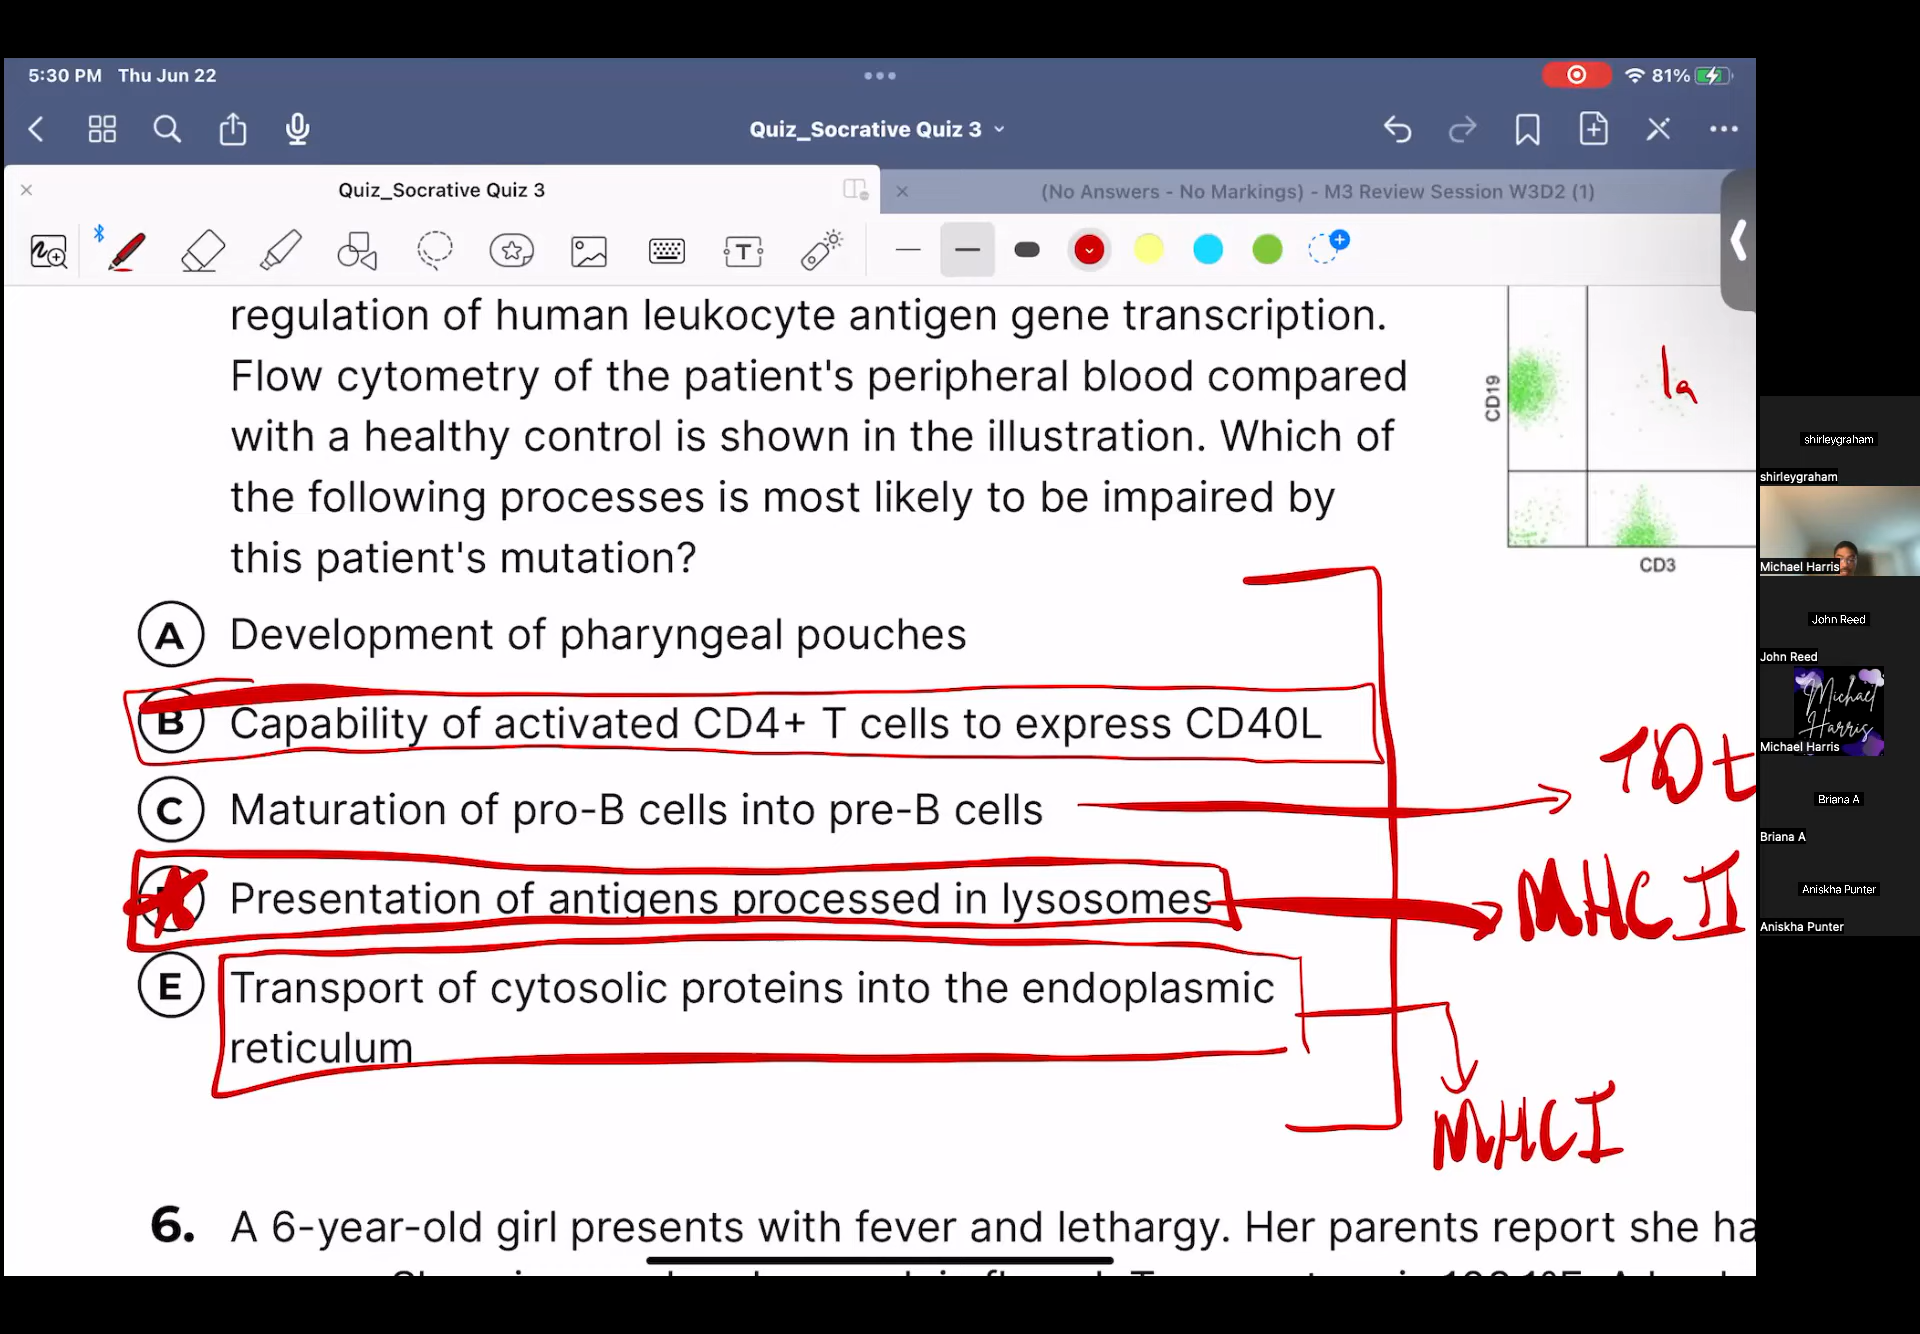 5:30 PM Thu Jun 22
81%
Quiz_Socrative Quiz 3
Quiz_Socrative Quiz 3
(No Answers - No Markings) - M3 Review Session W3D2 (1)
T
regulation of human leukocyte antigen gene transcription.
Flow cytometry of the patient's peripheral blood compared
with a healthy control is shown in the illustration. Which of
the following processes is most likely to be impaired by
this patient's mutation?
CD19
CD3
A Development of pharyngeal pouches
B Capability of activated CD4+ T cells to express CD40L
C Maturation of pro-B cells into pre-B cells
TDt
Presentation of antigens processed in lysosomes
MHC II
E Transport of cytosolic proteins into the endoplasmic
reticulum
MHC I
6. A 6-year-old girl presents with fever and lethargy. Her parents report she ha
shirleygraham
shirleygraham
Michael Harris
John Reed
John Reed
Michael
Harris
Michael Harris
Briana A
Briana A
Aniskha Punter
Aniskha Punter